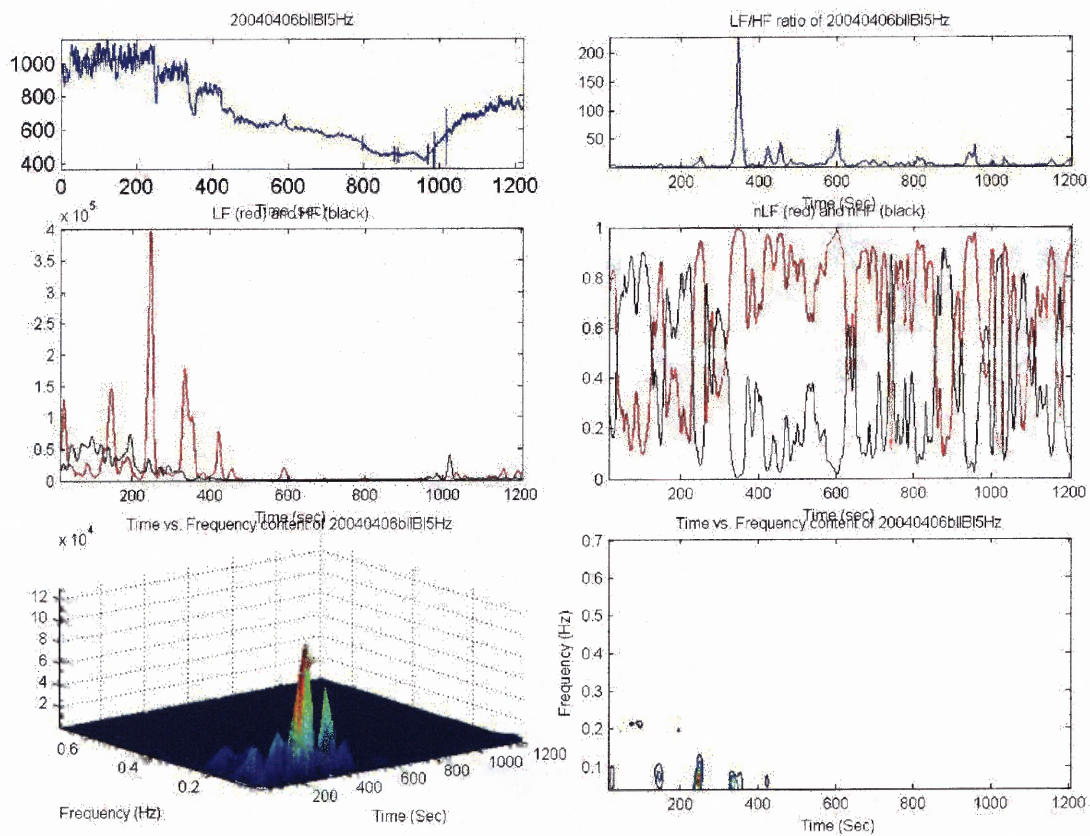 20040406bIIBI5Hz
1000
800
600
400
0 200 400 600 800 1000 1200
Time (sec)
LF/HF ratio of 20040406bIIBI5Hz
200
150
100
50
200 400 600 800 1000 1200
Time (Sec)
x 10^5
LF (red) and HF (black)
4
3.5
3
2.5
2
1.5
1
0.5
0
200 400 600 800 1000 1200
Time (sec)
nLF (red) and nHF (black)
1
0.8
0.6
0.4
0.2
0
200 400 600 800 1000 1200
Time (sec)
Time vs. Frequency content of 20040406bIIBI5Hz
x 10^4
12
10
8
6
4
2
0.6
0.4
0.2
200 400 600 800 1000 1200
Frequency (Hz)
Time (Sec)
Time vs. Frequency content of 20040406bIIBI5Hz
0.7
0.6
0.5
0.4
0.3
0.2
0.1
Frequency (Hz)
200 400 600 800 1000 1200
Time (Sec)